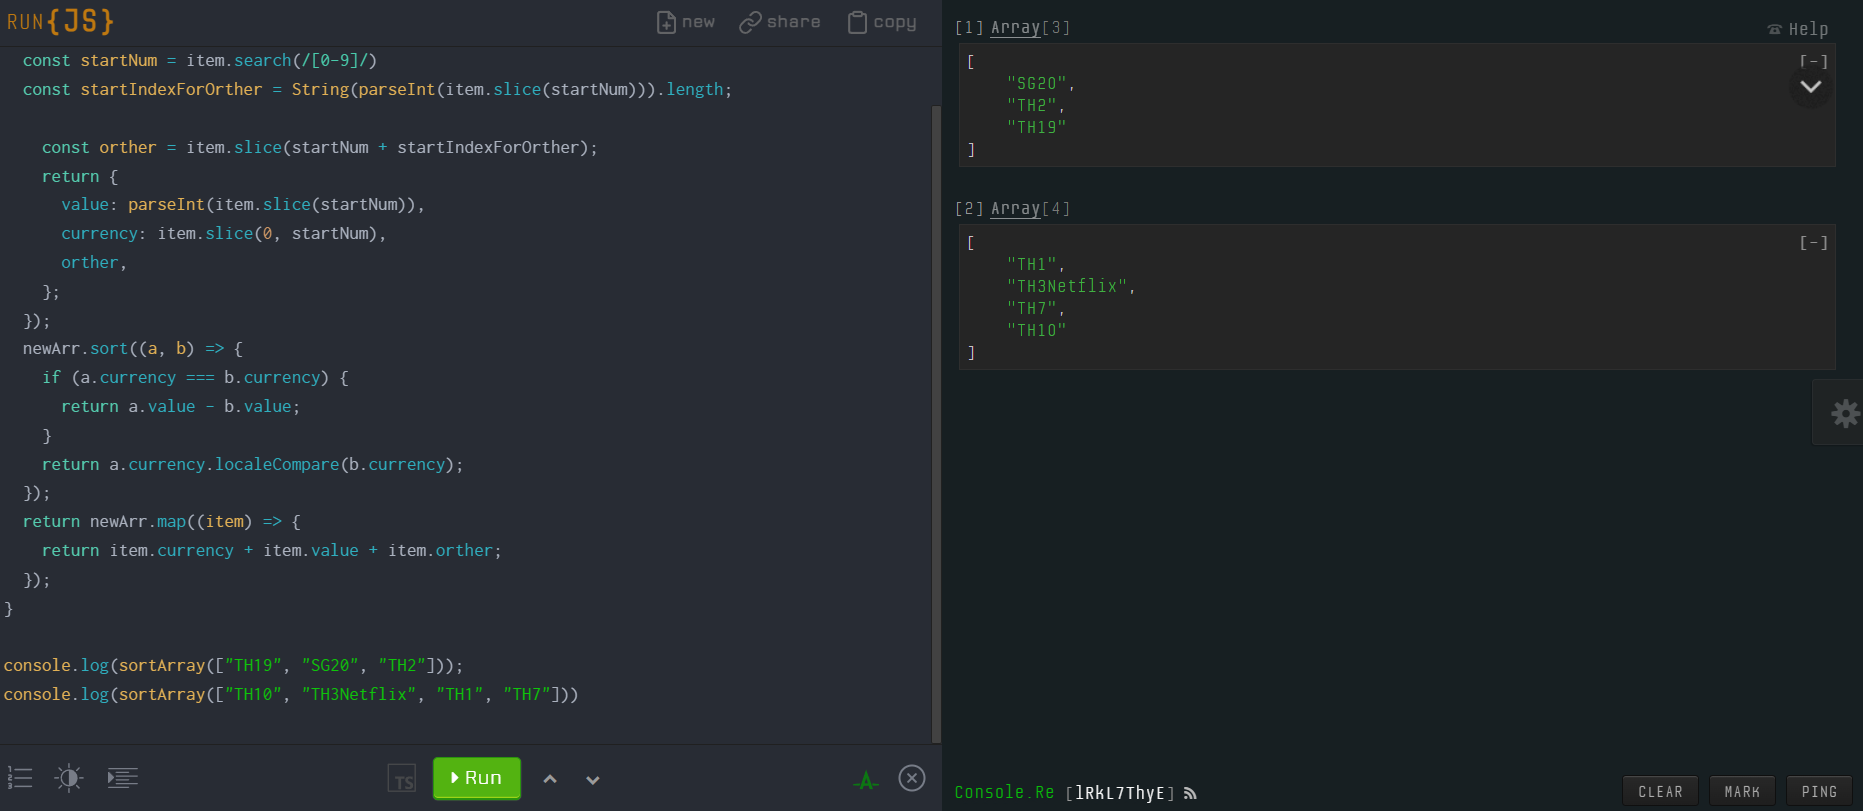 RUN{JS}
new share copy
const startNum = item.search(/[0-9]/)
const startIndexForOrther = String(parseInt(item.slice(startNum))).length;
const orther = item.slice(startNum + startIndexForOrther);
return {
value: parseInt(item.slice(startNum)),
currency: item.slice(0, startNum),
orther,
};
});
newArr.sort((a, b) => {
if (a.currency === b.currency) {
return a.value - b.value;
}
return a.currency.localeCompare(b.currency);
});
return newArr.map((item) => {
return item.currency + item.value + item.orther;
});
}
console.log(sortArray(["TH19", "SG20", "TH2"]));
console.log(sortArray(["TH10", "TH3Netflix", "TH1", "TH7"]))
TS
Run
A
[1] Array[3]
Help
[
[-]
"SG20",
"TH2",
"TH19"
]
[2] Array[4]
[
[-]
"TH1",
"TH3Netflix",
"TH7",
"TH10"
]
Console.Re [lRkL7ThyE]
CLEAR MARK PING